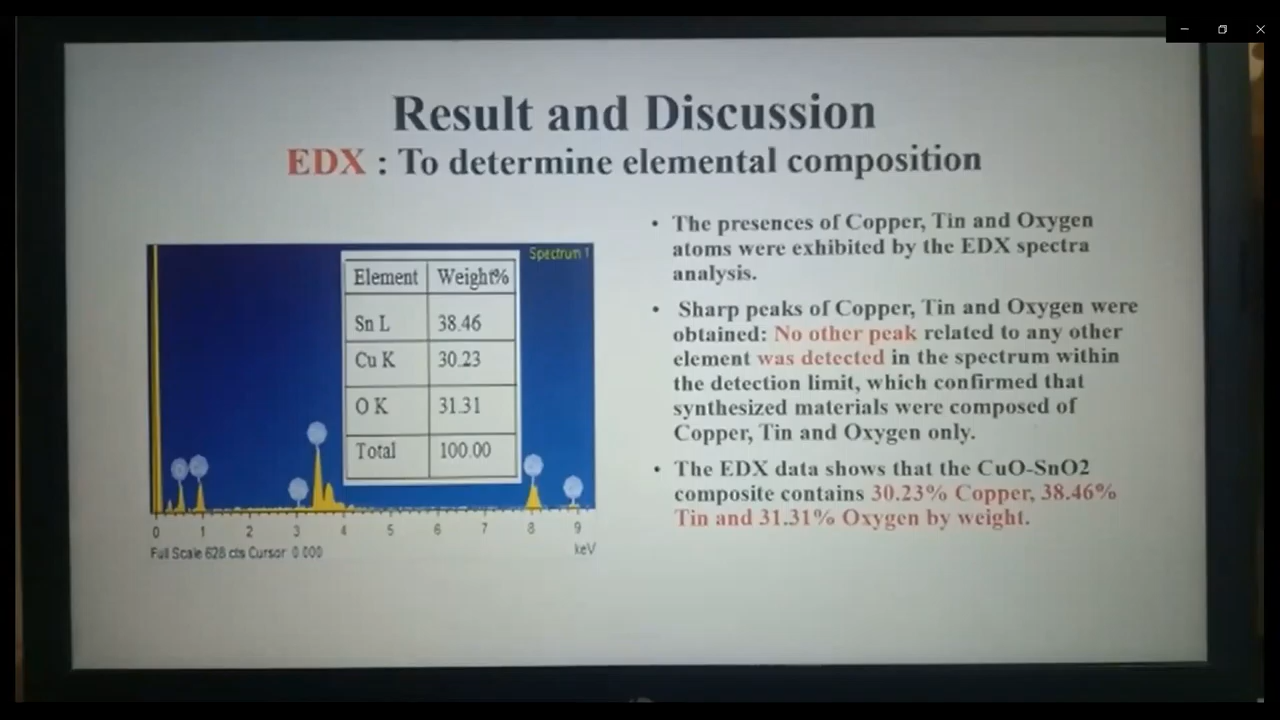 Result and Discussion
EDX : To determine elemental composition
Spectrum 1
Element Weight%
Sn L 38.46
Cu K 30.23
O K 31.31
Total 100.00
0 1 2 3 4 5 6 7 8 9
Full Scale 628 cts Cursor 0.000
keV
• The presences of Copper, Tin and Oxygen
atoms were exhibited by the EDX spectra
analysis.
• Sharp peaks of Copper, Tin and Oxygen were
obtained: No other peak related to any other
element was detected in the spectrum within
the detection limit, which confirmed that
synthesized materials were composed of
Copper, Tin and Oxygen only.
• The EDX data shows that the CuO-SnO2
composite contains 30.23% Copper, 38.46%
Tin and 31.31% Oxygen by weight.